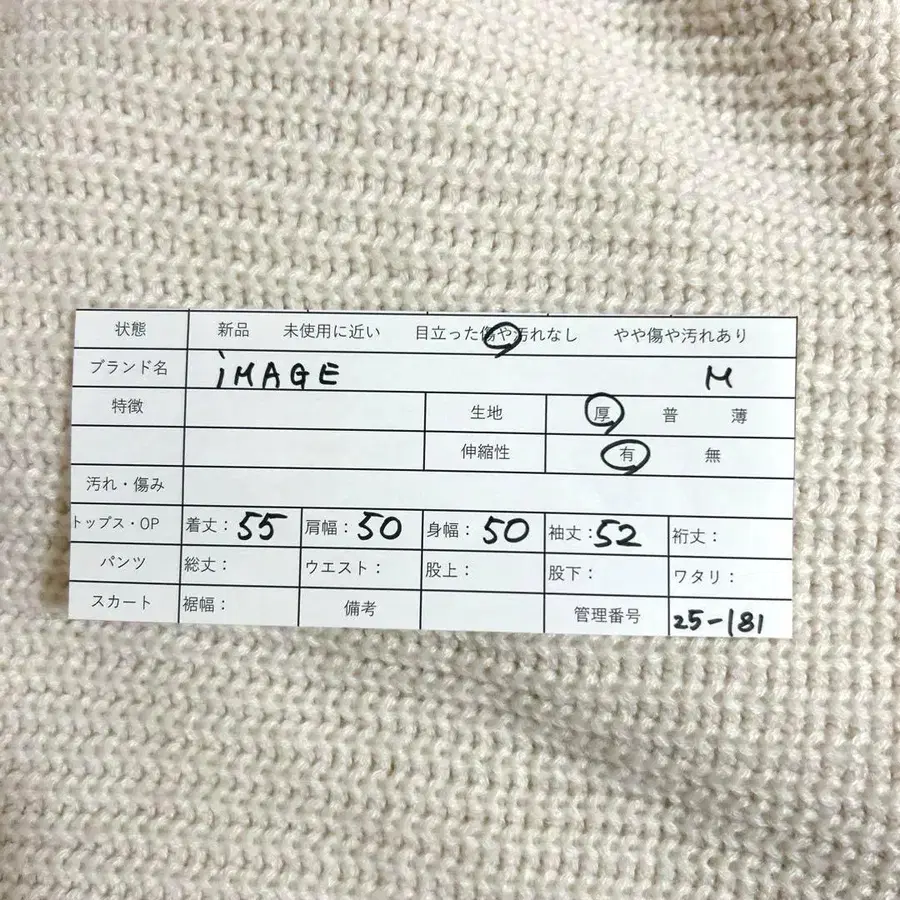 状態 新品 未使用に近い 目立った傷や汚れなし やや傷や汚れあり
ブランド名 iMAGE M
特徴 生地 厚 普 薄
伸縮性 有 無
汚れ・傷み
トップス・OP 着丈：55 肩幅：50 身幅：50 袖丈：52 裄丈：
パンツ 総丈： ウエスト： 股上： 股下： ワタリ：
スカート 裾幅： 備考 管理番号 25-181